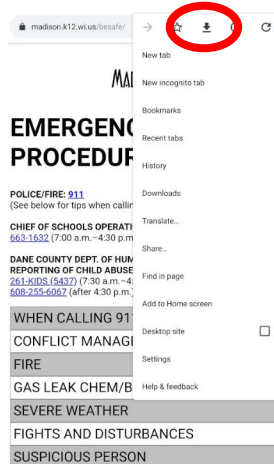 madison.k12.wi.us/besafe/
New tab
New incognito tab
Bookmarks
Recent tabs
History
Downloads
Translate...
Share...
Find in page
Add to Home screen
Desktop site
Settings
Help & feedback
MAD
EMERGENC
PROCEDUR
POLICE/FIRE: 911
(See below for tips when callin
CHIEF OF SCHOOLS OPERATI
663-1632 (7:00 a.m.–4:30 p.m
DANE COUNTY DEPT. OF HUM
REPORTING OF CHILD ABUSE
261-KIDS (5437) (7:30 a.m.–4:
608-255-6067 (after 4:30 p.m.
WHEN CALLING 91
CONFLICT MANAGE
FIRE
GAS LEAK CHEM/B
SEVERE WEATHER
FIGHTS AND DISTURBANCES
SUSPICIOUS PERSON